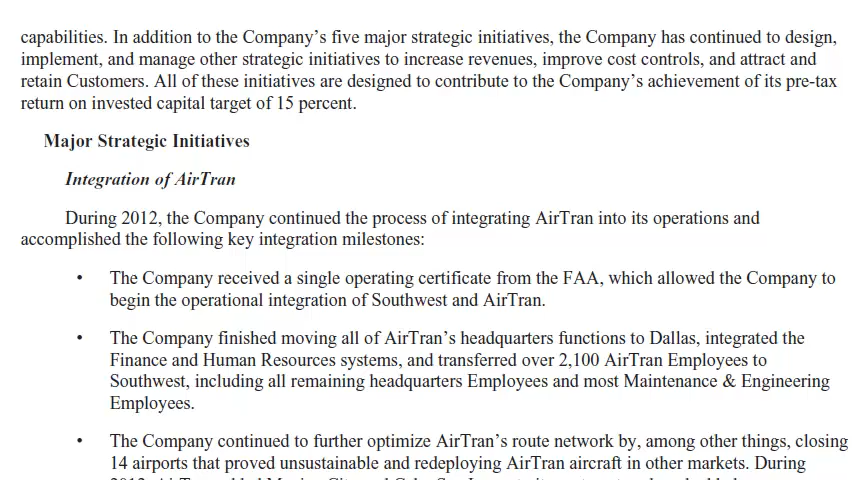 capabilities. In addition to the Company’s five major strategic initiatives, the Company has continued to design,
implement, and manage other strategic initiatives to increase revenues, improve cost controls, and attract and
retain Customers. All of these initiatives are designed to contribute to the Company’s achievement of its pre-tax
return on invested capital target of 15 percent.
Major Strategic Initiatives
Integration of AirTran
During 2012, the Company continued the process of integrating AirTran into its operations and
accomplished the following key integration milestones:
• The Company received a single operating certificate from the FAA, which allowed the Company to
begin the operational integration of Southwest and AirTran.
• The Company finished moving all of AirTran’s headquarters functions to Dallas, integrated the
Finance and Human Resources systems, and transferred over 2,100 AirTran Employees to
Southwest, including all remaining headquarters Employees and most Maintenance & Engineering
Employees.
• The Company continued to further optimize AirTran’s route network by, among other things, closing
14 airports that proved unsustainable and redeploying AirTran aircraft in other markets. During